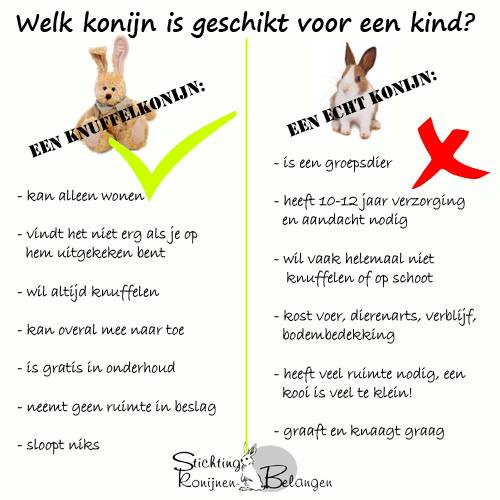 Welk konijn is geschikt voor een kind?
EEN KNUFFELKONIJN:
- kan alleen wonen
- vindt het niet erg als je op
hem uitgekeken bent
- wil altijd knuffelen
- kan overal mee naar toe
- is gratis in onderhoud
- neemt geen ruimte in beslag
- sloopt niks
EEN ECHT KONIJN:
- is een groepsdier
- heeft 10-12 jaar verzorging
en aandacht nodig
- wil vaak helemaal niet
knuffelen of op schoot
- kost voer, dierenarts, verblijf,
bodembedekking
- heeft veel ruimte nodig, een
kooi is veel te klein!
- graaft en knaagt graag
Stichting
Konijnen-Belangen